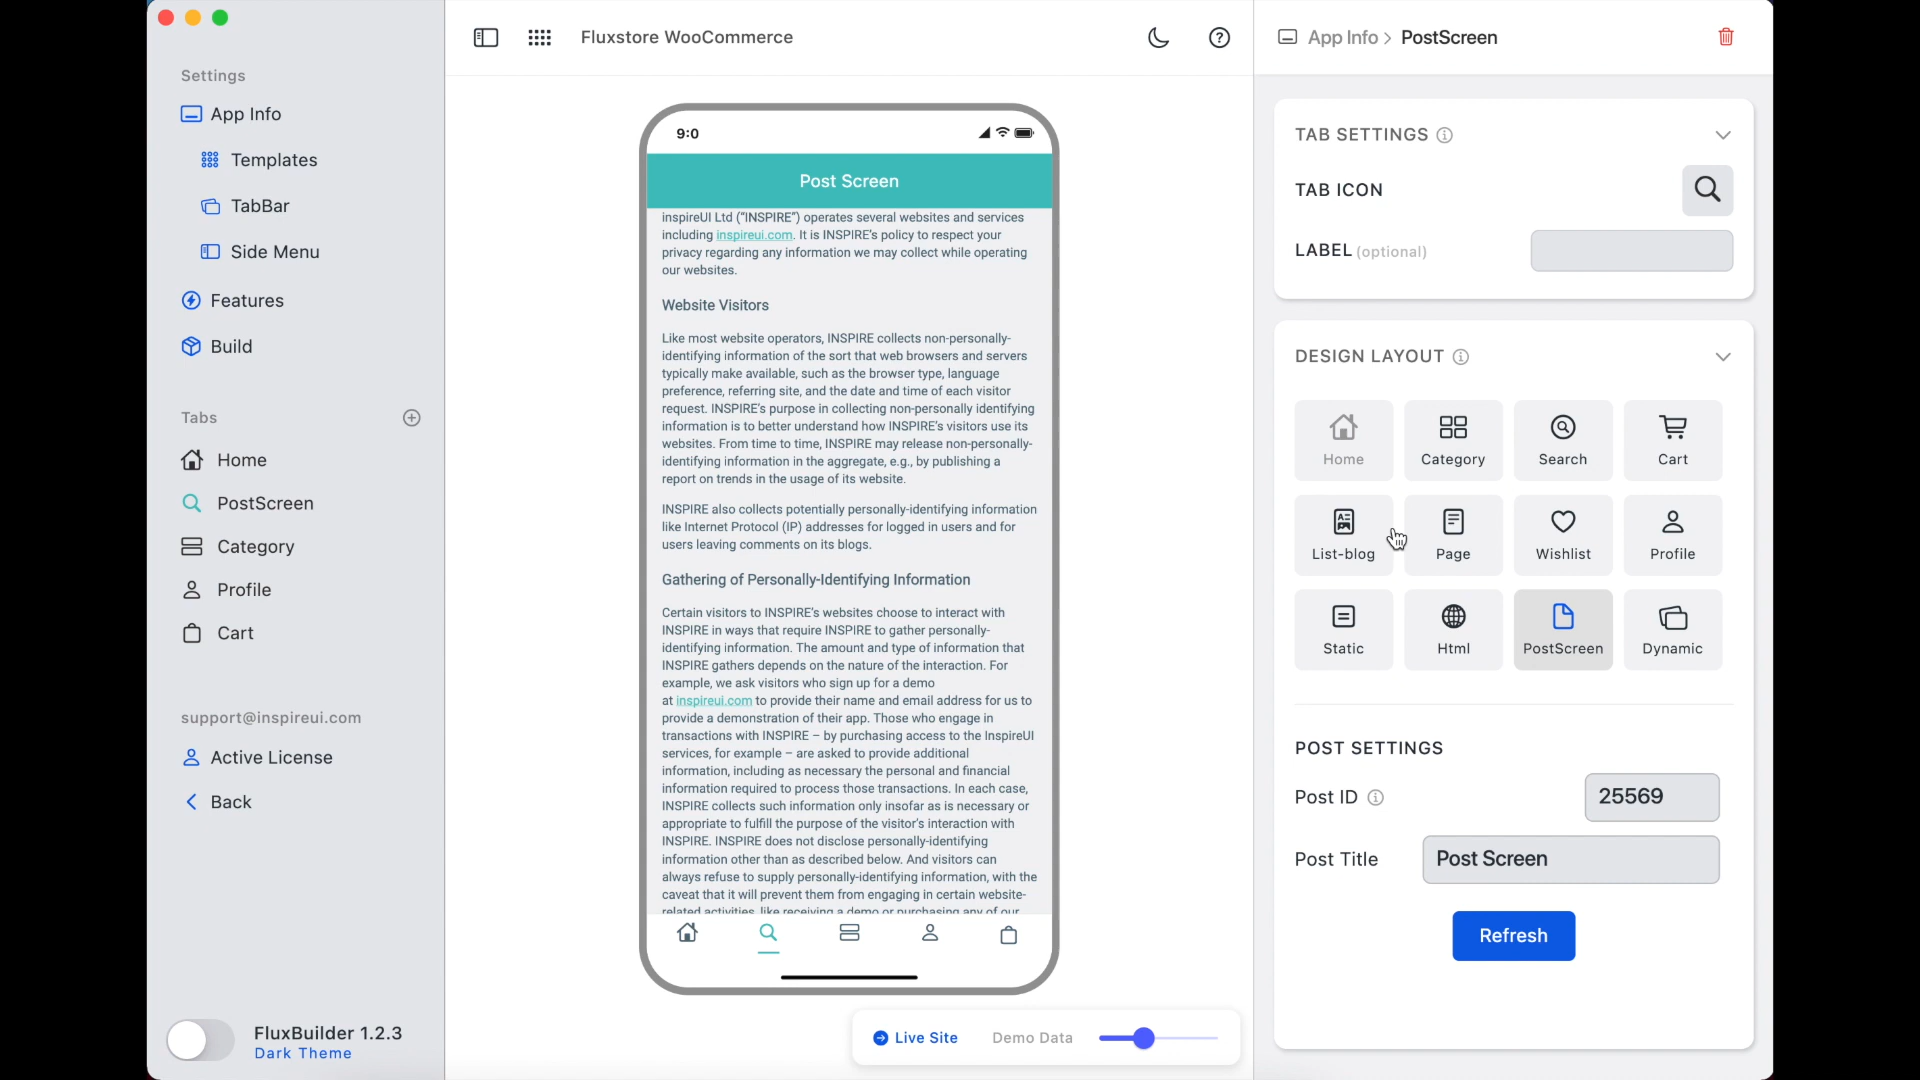 Settings
App Info
Templates
TabBar
Side Menu
Features
Build
Tabs
Home
PostScreen
Category
Profile
Cart
support@inspireui.com
Active License
Back
FluxBuilder 1.2.3
Dark Theme
Fluxstore WooCommerce
9:0
Post Screen
inspireUI Ltd (“INSPIRE”) operates several websites and services
including inspireui.com. It is INSPIRE’s policy to respect your
privacy regarding any information we may collect while operating
our websites.
Website Visitors
Like most website operators, INSPIRE collects non-personally-
identifying information of the sort that web browsers and servers
typically make available, such as the browser type, language
preference, referring site, and the date and time of each visitor
request. INSPIRE’s purpose in collecting non-personally identifying
information is to better understand how INSPIRE’s visitors use its
websites. From time to time, INSPIRE may release non-personally-
identifying information in the aggregate, e.g., by publishing a
report on trends in the usage of its website.
INSPIRE also collects potentially personally-identifying information
like Internet Protocol (IP) addresses for logged in users and for
users leaving comments on its blogs.
Gathering of Personally-Identifying Information
Certain visitors to INSPIRE’s websites choose to interact with
INSPIRE in ways that require INSPIRE to gather personally-
identifying information. The amount and type of information that
INSPIRE gathers depends on the nature of the interaction. For
example, we ask visitors who sign up for a demo
at inspireui.com to provide their name and email address for us to
provide a demonstration of their app. Those who engage in
transactions with INSPIRE – by purchasing access to the InspireUI
services, for example – are asked to provide additional
information, including as necessary the personal and financial
information required to process those transactions. In each case,
INSPIRE collects such information only insofar as is necessary or
appropriate to fulfill the purpose of the visitor’s interaction with
INSPIRE. INSPIRE does not disclose personally-identifying
information other than as described below. And visitors can
always refuse to supply personally-identifying information, with the
caveat that it will prevent them from engaging in certain website-
related activities, like receiving a demo or purchasing any of our
Live Site
Demo Data
App Info > PostScreen
TAB SETTINGS
TAB ICON
LABEL (optional)
DESIGN LAYOUT
Home
Category
Search
Cart
List-blog
Page
Wishlist
Profile
Static
Html
PostScreen
Dynamic
POST SETTINGS
Post ID
25569
Post Title
Post Screen
Refresh